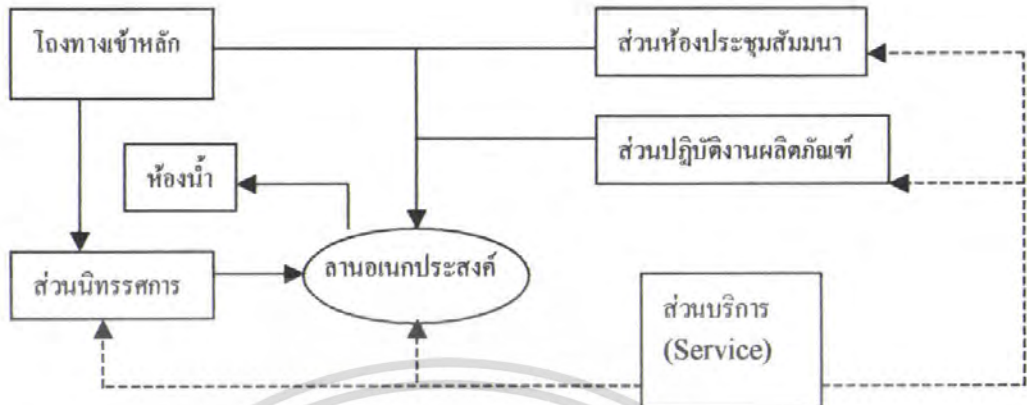 โถงทางเข้าหลัก
ส่วนห้องประชุมสัมมนา
ส่วนปฏิบัติงานผลิตภัณฑ์
ห้องน้ำ
ส่วนนิทรรศการ
ลานอเนกประสงค์
ส่วนบริการ
(Service)